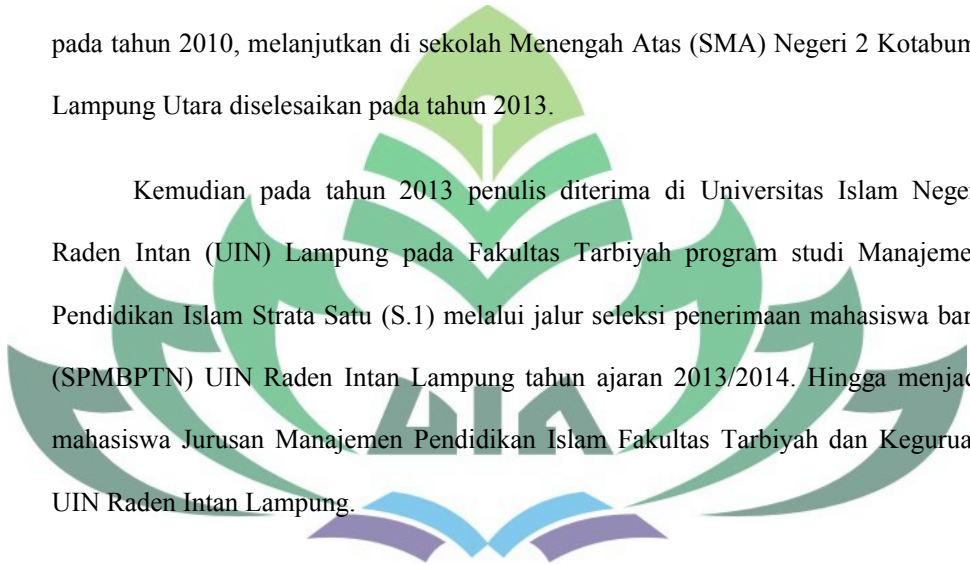 pada tahun 2010, melanjutkan di sekolah Menengah Atas (SMA) Negeri 2 Kotabum
Lampung Utara diselesaikan pada tahun 2013.
Kemudian pada tahun 2013 penulis diterima di Universitas Islam Neger
Raden Intan (UIN) Lampung pada Fakultas Tarbiyah program studi Manajeme
Pendidikan Islam Strata Satu (S.1) melalui jalur seleksi penerimaan mahasiswa bar
(SPMBPTN) UIN Raden Intan Lampung tahun ajaran 2013/2014. Hingga menjad
mahasiswa Jurusan Manajemen Pendidikan Islam Fakultas Tarbiyah dan Kegurua
UIN Raden Intan Lampung.